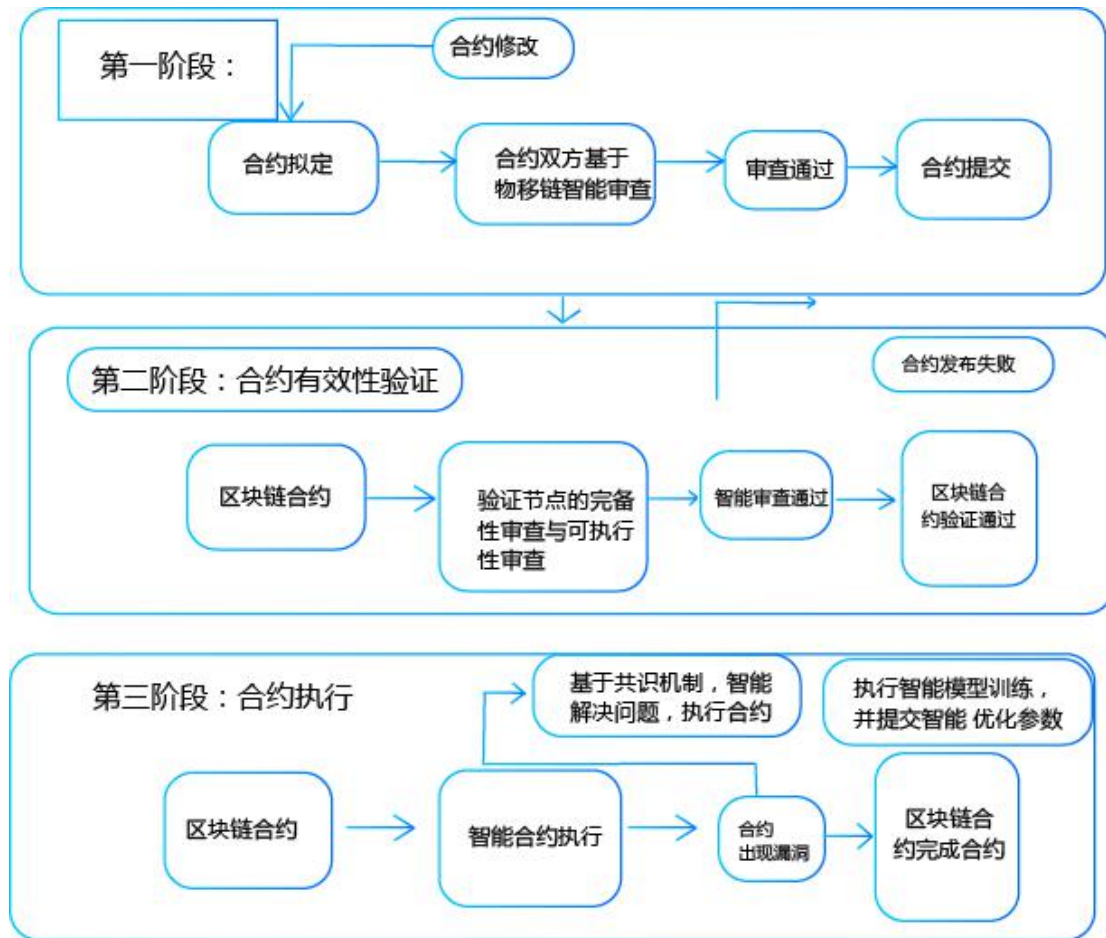 第一阶段：
合约修改
合约拟定
合约双方基于
物移链智能审查
审查通过
合约提交
第二阶段：合约有效性验证
合约发布失败
区块链合约
验证节点的完备
性审查与可执行
性审查
智能审查通过
区块链合
约验证通过
第三阶段：合约执行
基于共识机制，智能
解决问题，执行合约
执行智能模型训练，
并提交智能 优化参数
区块链合约
智能合约执行
合约
出现漏洞
区块链合
约完成合约